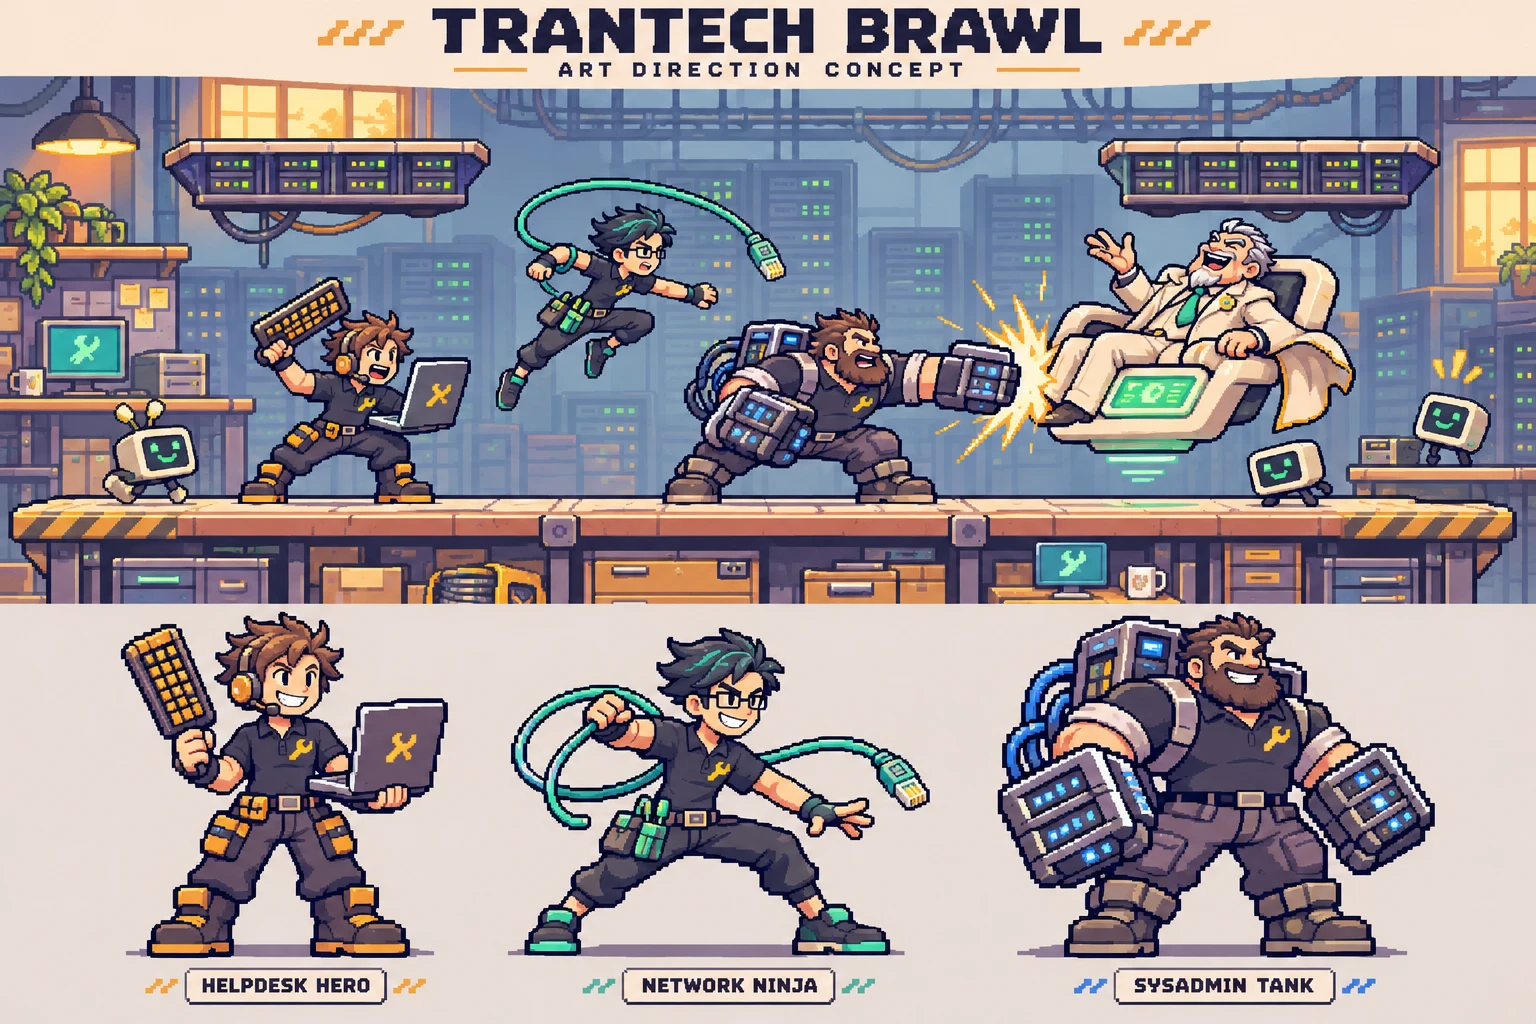 TRANTECH BRAWL
ART DIRECTION CONCEPT
HELPDESK HERO
NETWORK NINJA
SYSADMIN TANK